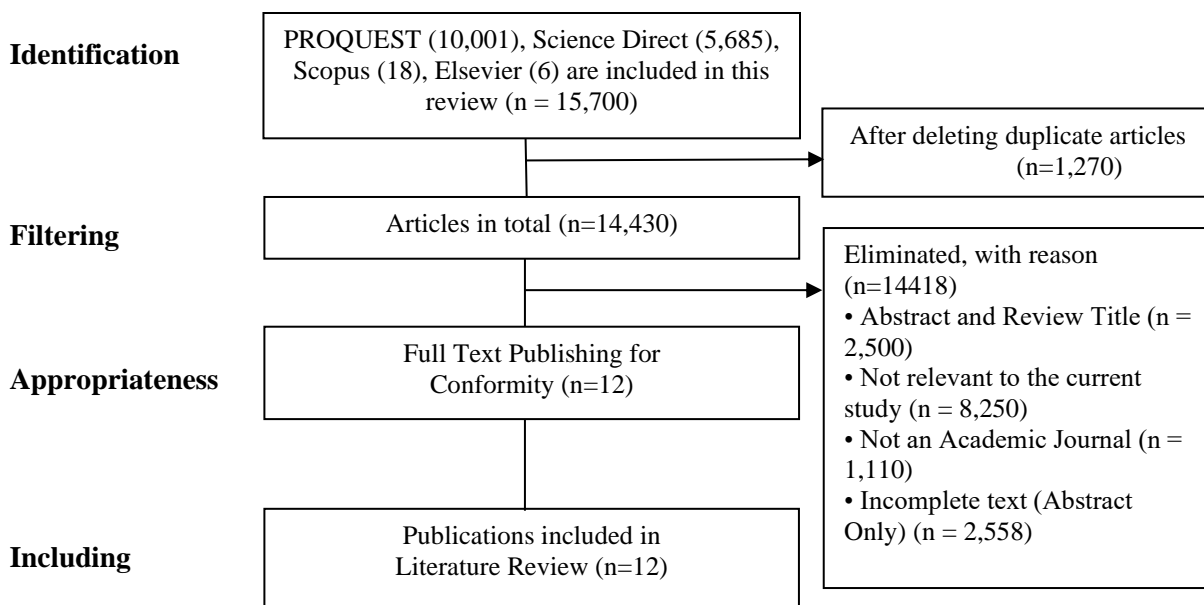 Identification
PROQUEST (10,001), Science Direct (5,685),
Scopus (18), Elsevier (6) are included in this
review (n = 15,700)
After deleting duplicate articles
(n=1,270)
Filtering
Articles in total (n=14,430)
Eliminated, with reason
(n=14418)
• Abstract and Review Title (n =
2,500)
• Not relevant to the current
study (n = 8,250)
• Not an Academic Journal (n =
1,110)
• Incomplete text (Abstract
Only) (n = 2,558)
Appropriateness
Full Text Publishing for
Conformity (n=12)
Including
Publications included in
Literature Review (n=12)